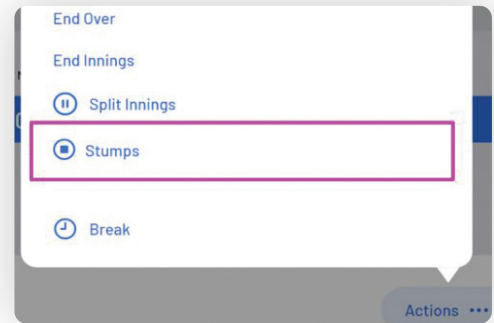 End Over
End Innings
Split Innings
Stumps
Break
Actions •••